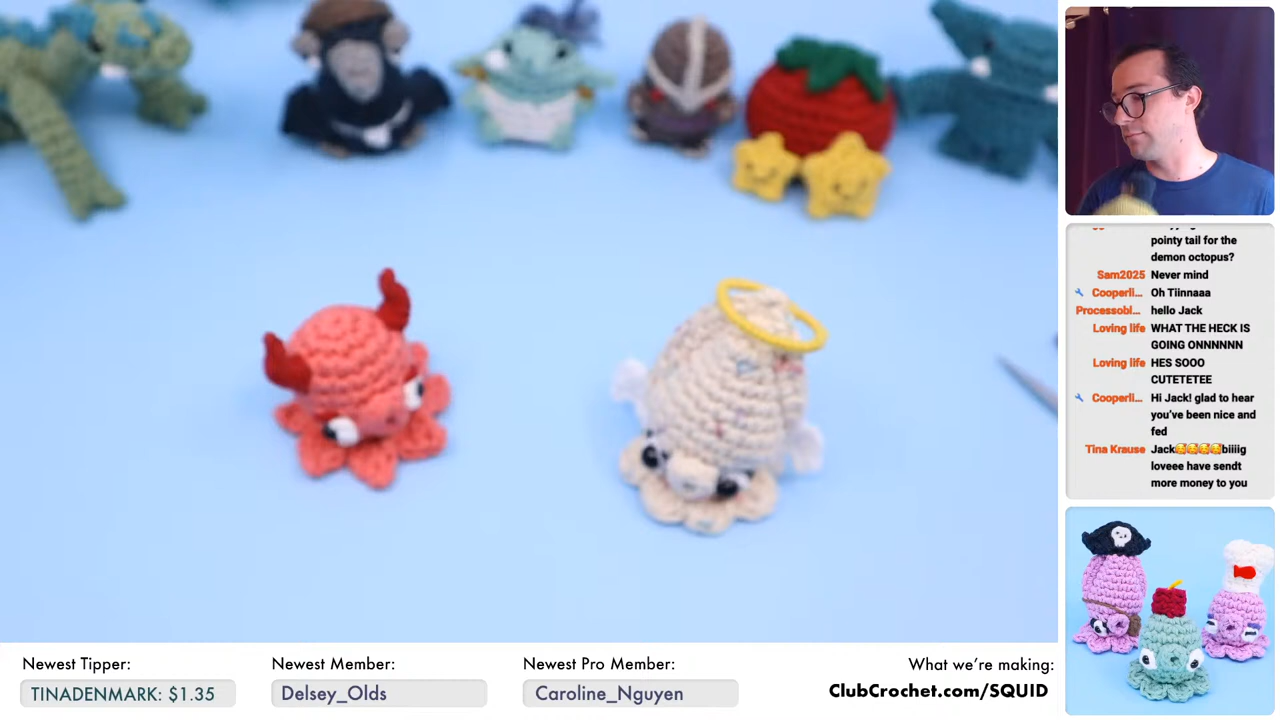 pointy tail for the
demon octopus?
Sam2025 Never mind
Cooperli... Oh Tiinnaaa
Processobl... hello Jack
Loving life WHAT THE HECK IS
GOING ONNNNNN
Loving life HES SOOO
CUTETETEE
Cooperli... Hi Jack! glad to hear
you've been nice and
fed
Tina Krause Jack🥰🥰🥰🥰biiiig
loveee have sendt
more money to you
Newest Tipper:
TINADENMARK: $1.35
Newest Member:
Delsey_Olds
Newest Pro Member:
Caroline_Nguyen
What we're making:
ClubCrochet.com/SQUID